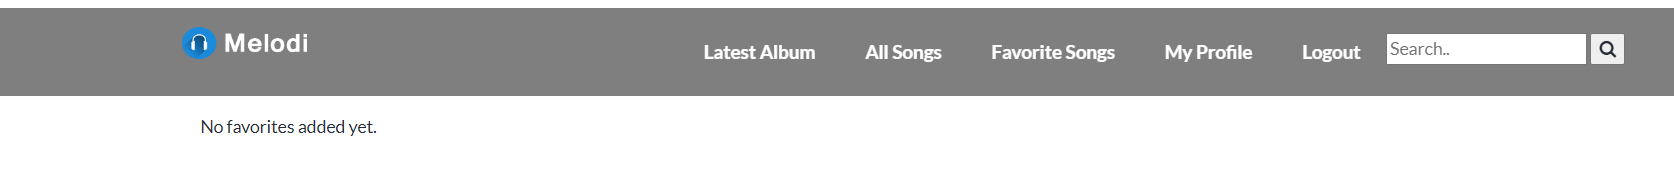 Melodi
Latest Album All Songs Favorite Songs My Profile Logout Search..
No favorites added yet.